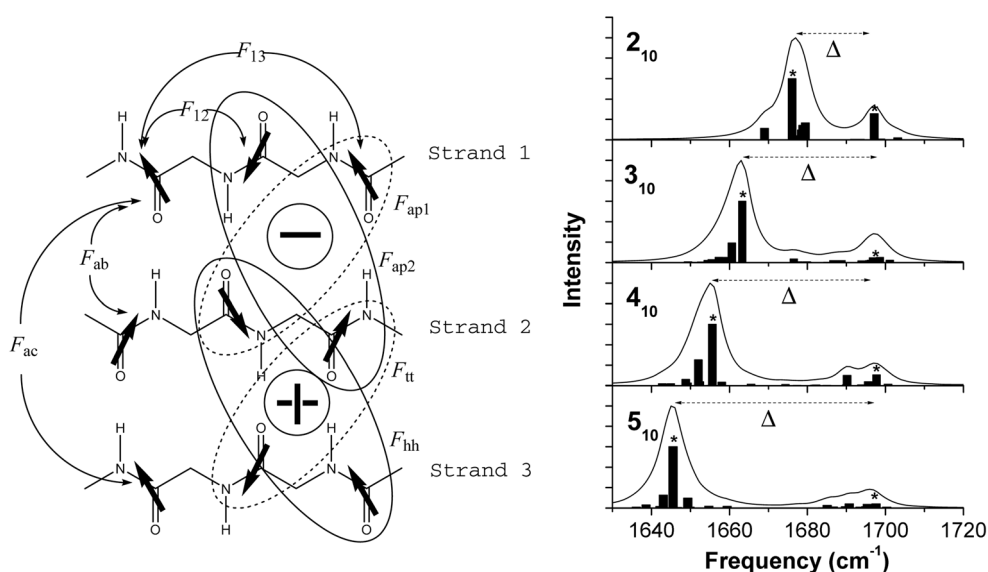 F13
F12
H
O
H
N
N
Strand 1
N
O
H
O
Fap1
Fab
Fap2
H
O
H
N
N
Strand 2
Fac
O
H
O
Ftt
H
O
H
Fhh
N
N
Strand 3
N
O
H
O
Intensity
210
*
*
Δ
310
*
*
Δ
410
*
*
Δ
510
*
*
Δ
1640 1660 1680 1700 1720
Frequency (cm-1)